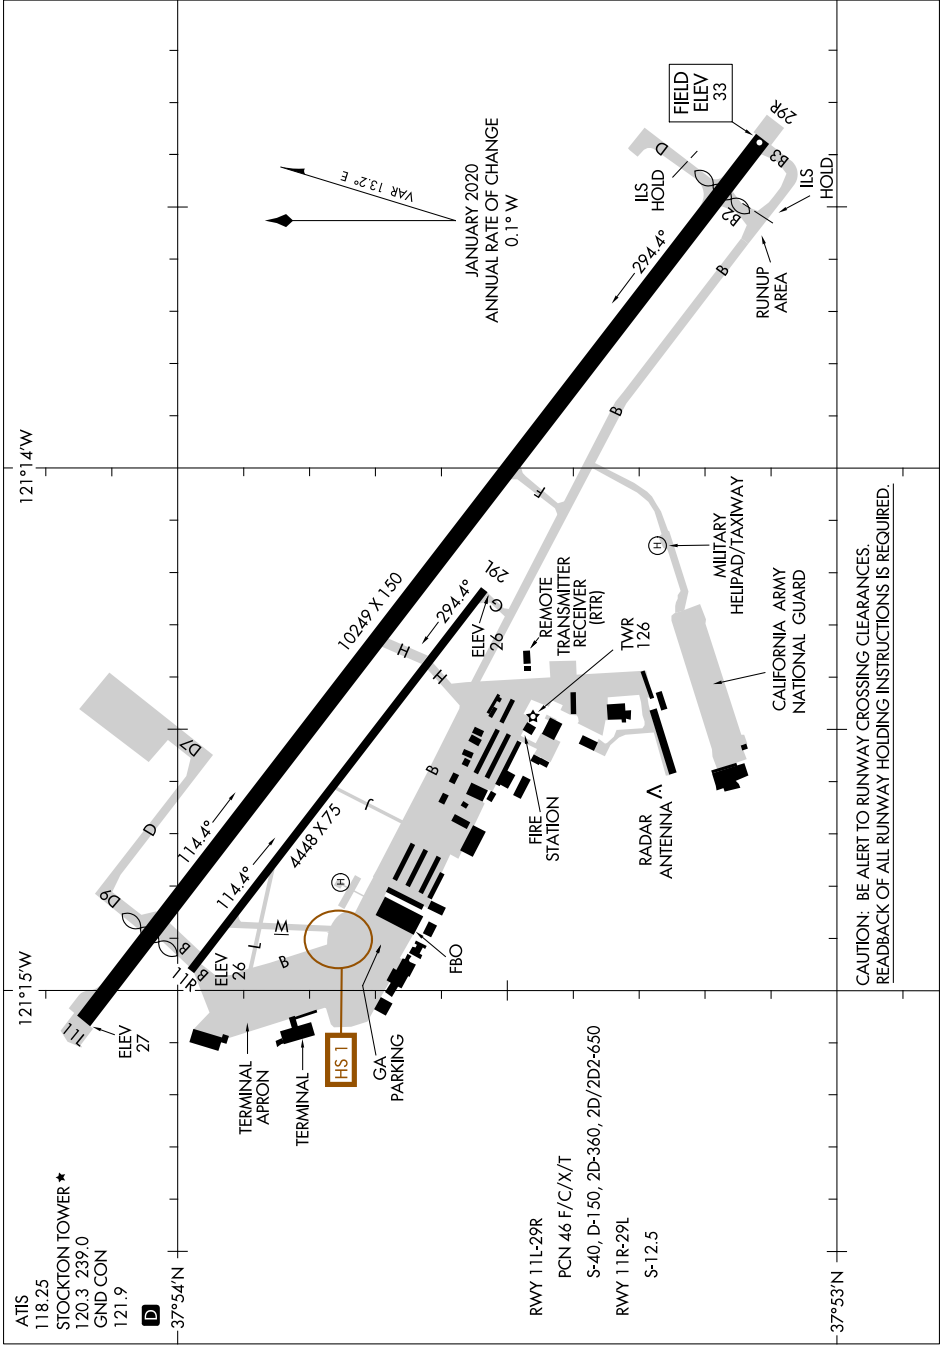 ATIS
118.25
STOCKTON TOWER ★
120.3 239.0
GND CON
121.9
D
37°54'N
37°53'N
121°15'W
121°14'W
JANUARY 2020
ANNUAL RATE OF CHANGE
0.1° W
VAR 13.2° E
FIELD
ELEV
33
29R
B3
D
ILS
HOLD
B2
ILS
HOLD
RUNUP
AREA
B
294.4°
B
F
10249 X 150
294.4°
29L
G
ELEV
26
H
H
REMOTE
TRANSMITTER
RECEIVER
(RTR)
TWR
126
H
MILITARY
HELIPAD/TAXIWAY
CALIFORNIA ARMY
NATIONAL GUARD
D7
D
D9
114.4°
114.4°
4448 X 75
J
B
FIRE
STATION
RADAR
ANTENNA
H
M
L
B
B
B
11R
ELEV
26
FBO
11L
ELEV
27
HS 1
TERMINAL
APRON
TERMINAL
GA
PARKING
RWY 11L-29R
PCN 46 F/C/X/T
S-40, D-150, 2D-360, 2D/2D2-650
RWY 11R-29L
S-12.5
CAUTION: BE ALERT TO RUNWAY CROSSING CLEARANCES.
READBACK OF ALL RUNWAY HOLDING INSTRUCTIONS IS REQUIRED.